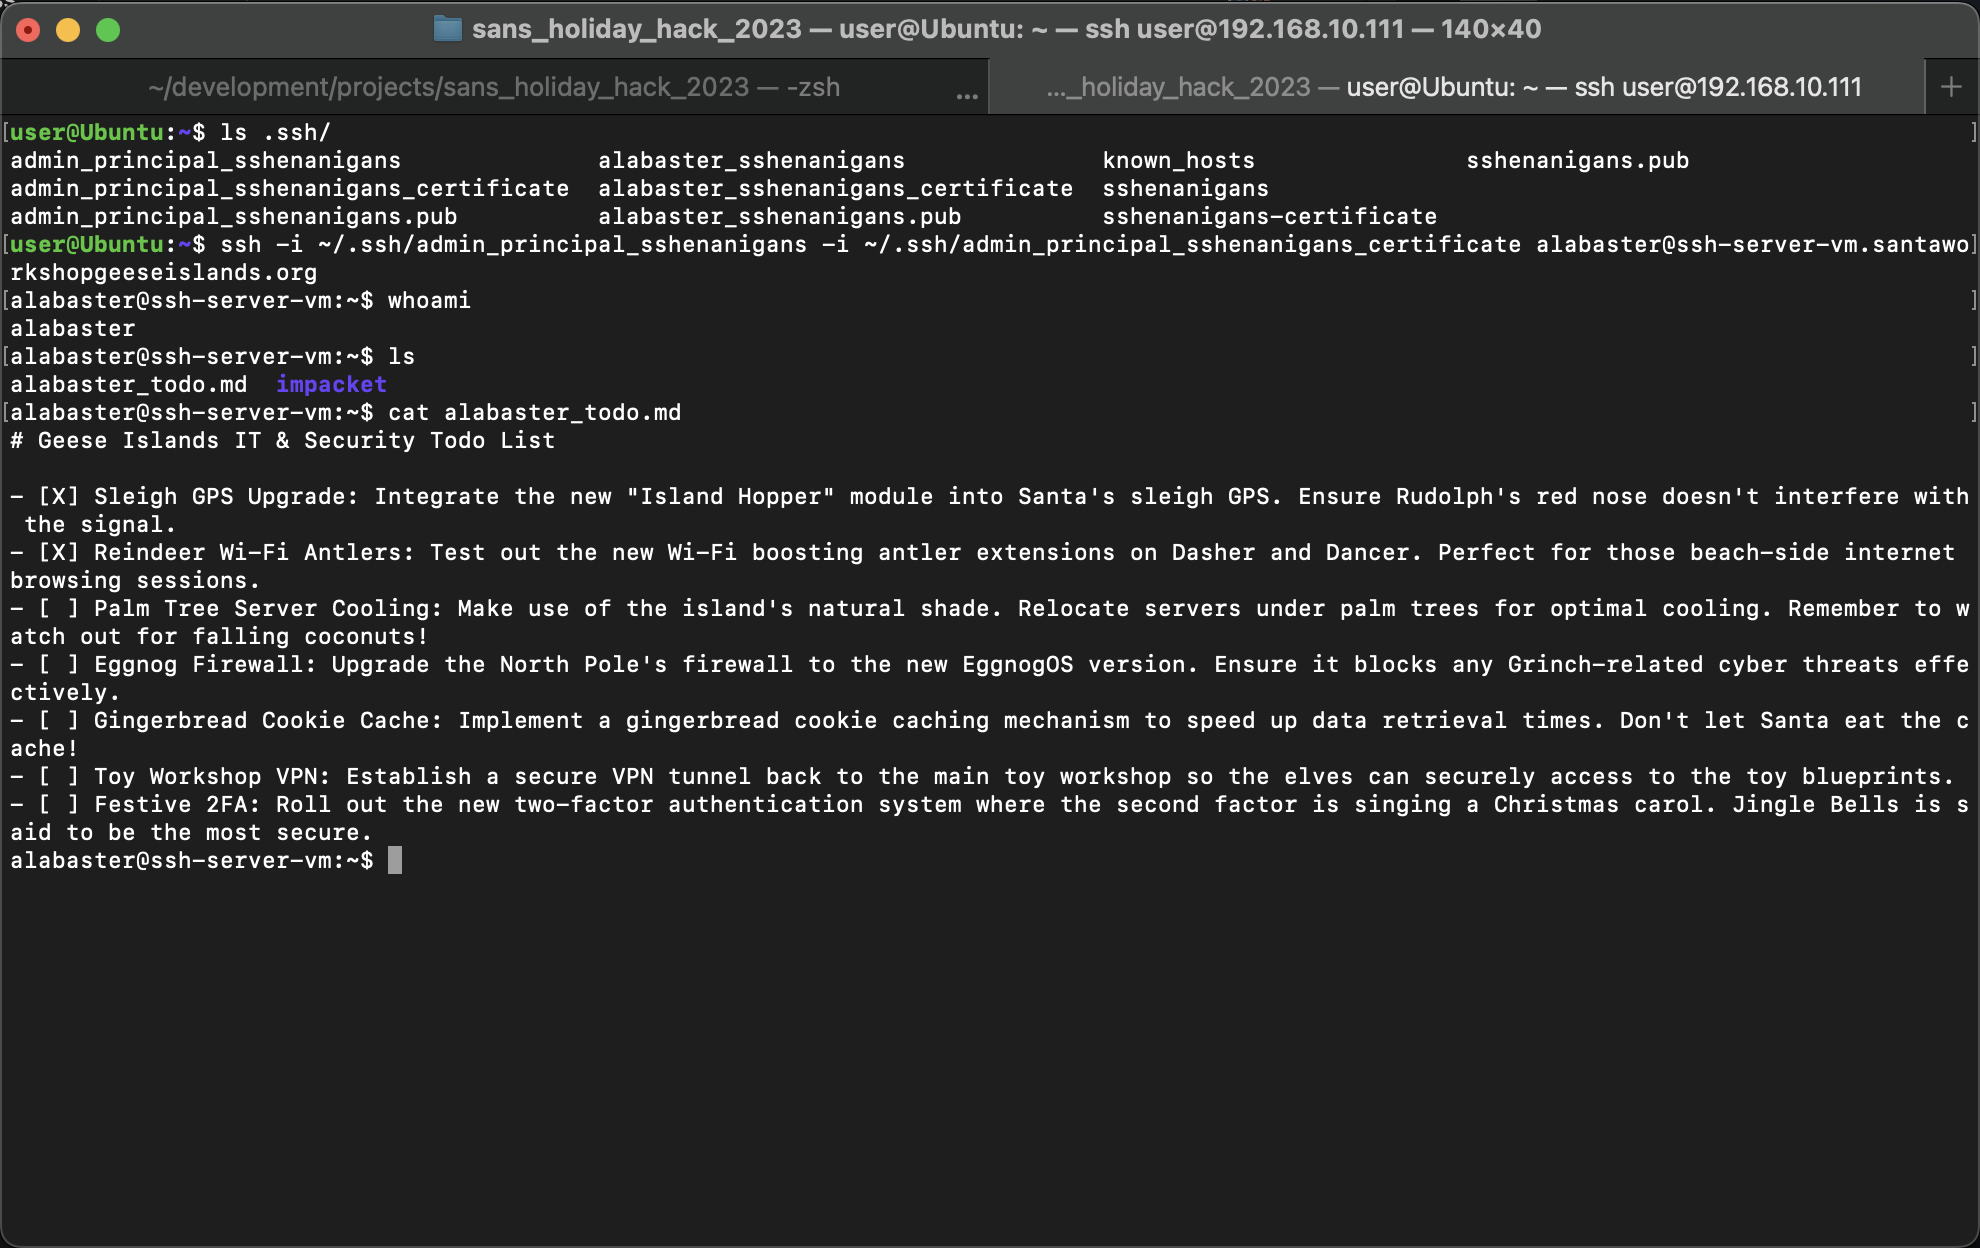 sans_holiday_hack_2023 — user@Ubuntu: ~ — ssh user@192.168.10.111 — 140×40
~/development/projects/sans_holiday_hack_2023 — -zsh ... ..._holiday_hack_2023 — user@Ubuntu: ~ — ssh user@192.168.10.111 +
[user@Ubuntu:~$ ls .ssh/ ]
admin_principal_sshenanigans alabaster_sshenanigans known_hosts sshenanigans.pub
admin_principal_sshenanigans_certificate alabaster_sshenanigans_certificate sshenanigans
admin_principal_sshenanigans.pub alabaster_sshenanigans.pub sshenanigans-certificate
[user@Ubuntu:~$ ssh -i ~/.ssh/admin_principal_sshenanigans -i ~/.ssh/admin_principal_sshenanigans_certificate alabaster@ssh-server-vm.santawo]
rkshopgeeseislands.org
[alabaster@ssh-server-vm:~$ whoami ]
alabaster
[alabaster@ssh-server-vm:~$ ls ]
alabaster_todo.md impacket
[alabaster@ssh-server-vm:~$ cat alabaster_todo.md ]
# Geese Islands IT & Security Todo List
- [X] Sleigh GPS Upgrade: Integrate the new "Island Hopper" module into Santa's sleigh GPS. Ensure Rudolph's red nose doesn't interfere with
 the signal.
- [X] Reindeer Wi-Fi Antlers: Test out the new Wi-Fi boosting antler extensions on Dasher and Dancer. Perfect for those beach-side internet
browsing sessions.
- [ ] Palm Tree Server Cooling: Make use of the island's natural shade. Relocate servers under palm trees for optimal cooling. Remember to w
atch out for falling coconuts!
- [ ] Eggnog Firewall: Upgrade the North Pole's firewall to the new EggnogOS version. Ensure it blocks any Grinch-related cyber threats effe
ctively.
- [ ] Gingerbread Cookie Cache: Implement a gingerbread cookie caching mechanism to speed up data retrieval times. Don't let Santa eat the c
ache!
- [ ] Toy Workshop VPN: Establish a secure VPN tunnel back to the main toy workshop so the elves can securely access to the toy blueprints.
- [ ] Festive 2FA: Roll out the new two-factor authentication system where the second factor is singing a Christmas carol. Jingle Bells is s
aid to be the most secure.
alabaster@ssh-server-vm:~$